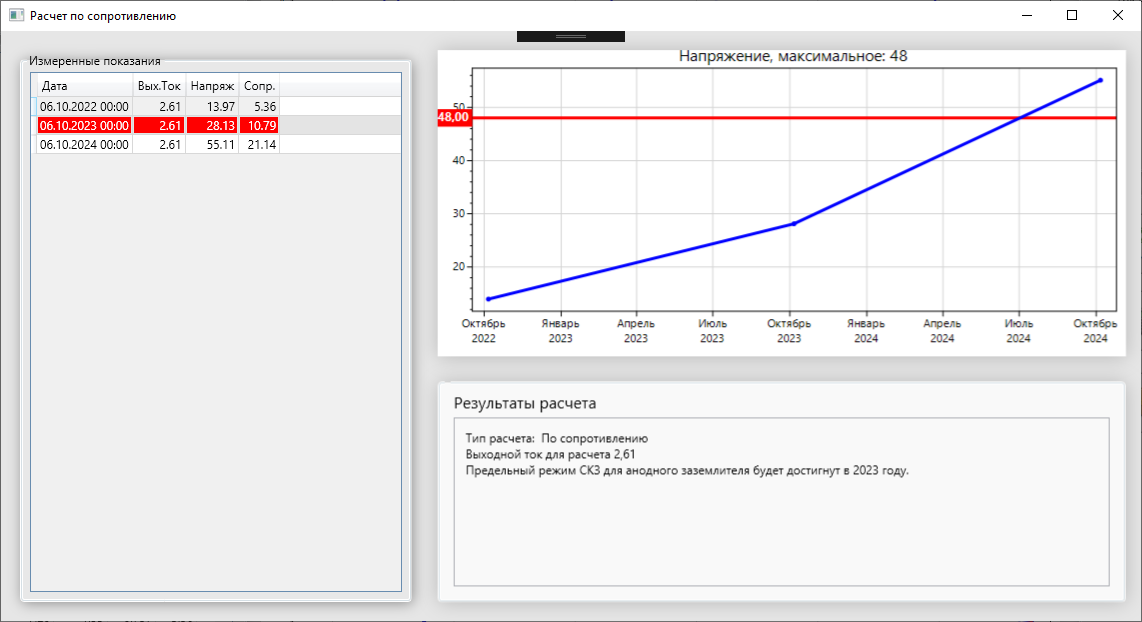 Расчет по сопротивлению
Измеренные показания
Дата Вых.Ток Напряж Сопр.
06.10.2022 00:00 2.61 13.97 5.36
06.10.2023 00:00 2.61 28.13 10.79
06.10.2024 00:00 2.61 55.11 21.14
Напряжение, максимальное: 48
50
48,00
40
30
20
Октябрь Январь Апрель Июль Октябрь Январь Апрель Июль Октябрь
2022 2023 2023 2023 2023 2024 2024 2024 2024
Результаты расчета
Тип расчета: По сопротивлению
Выходной ток для расчета 2,61
Предельный режим СКЗ для анодного заземлителя будет достигнут в 2023 году.